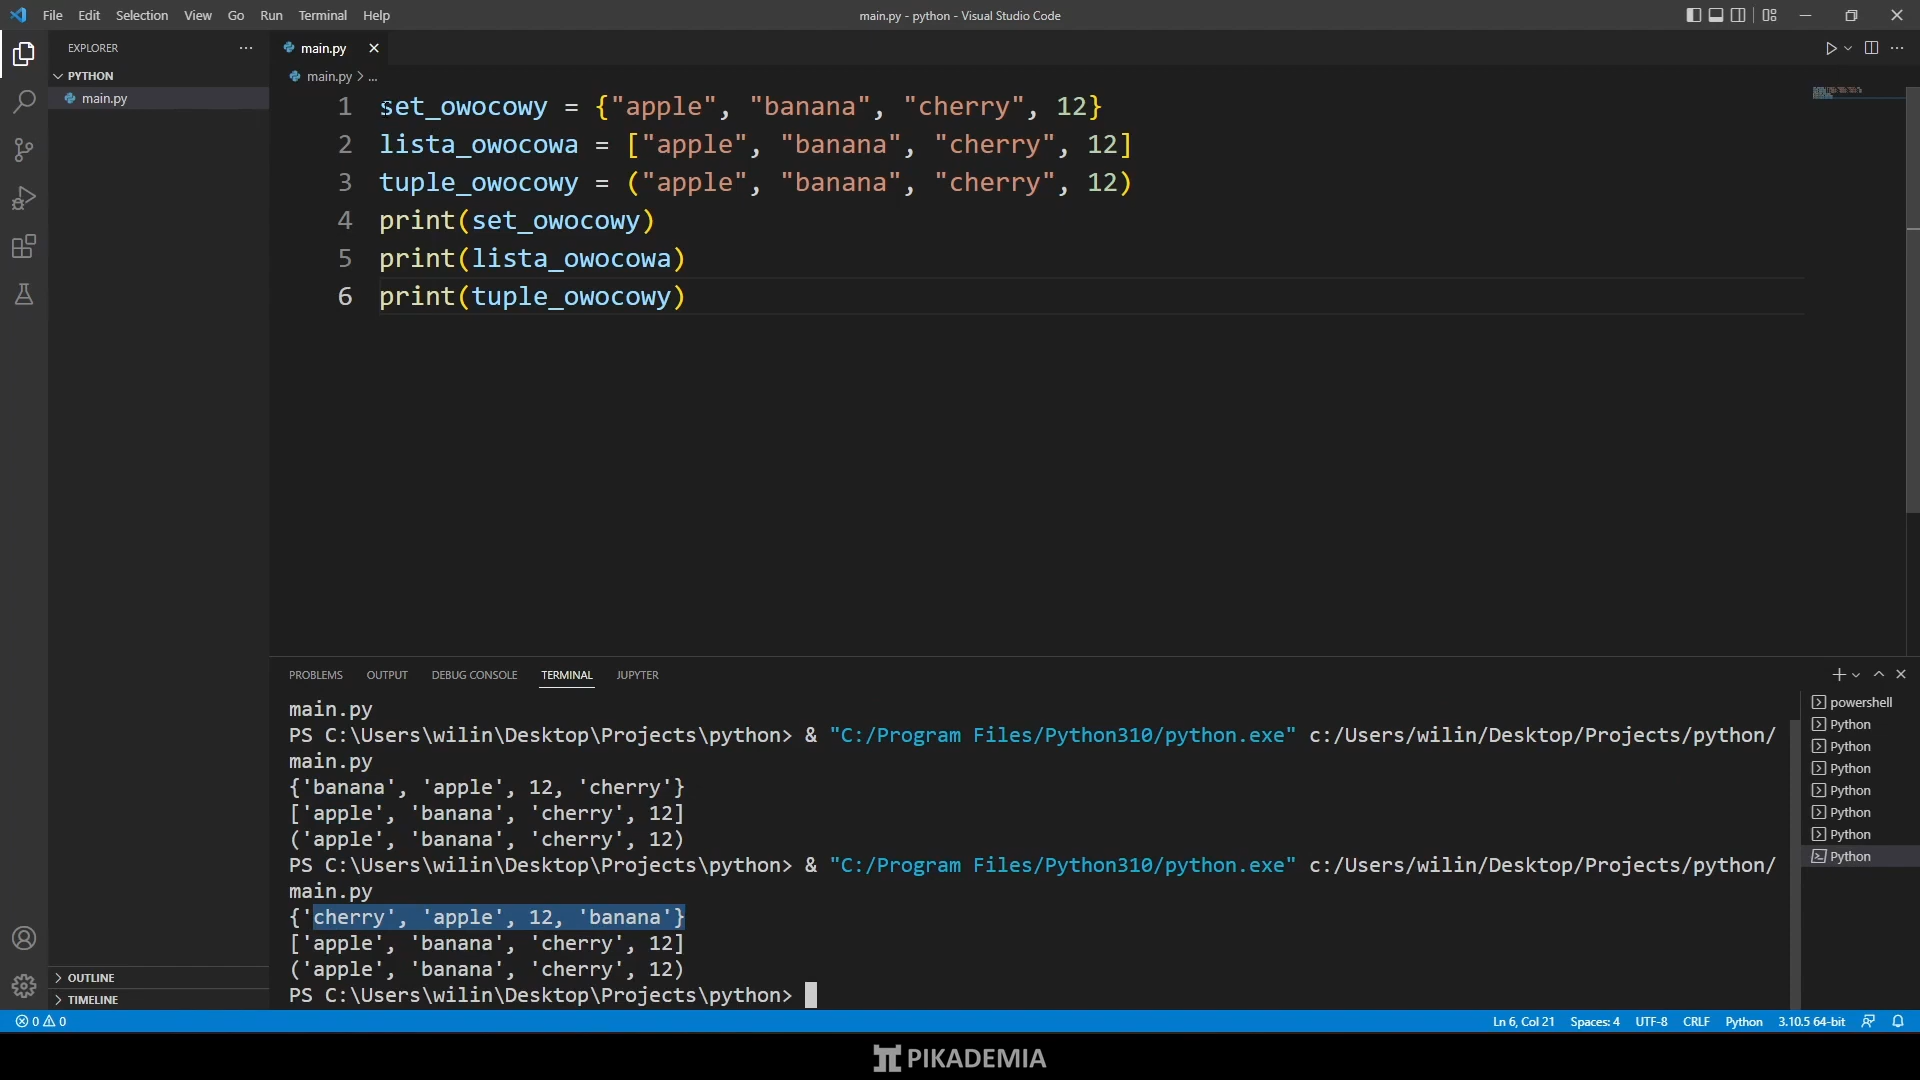 File Edit Selection View Go Run Terminal Help
main.py - python - Visual Studio Code
EXPLORER
PYTHON
main.py
main.py
main.py > ...
1 set_owocowy = {"apple", "banana", "cherry", 12}
2 lista_owocowa = ["apple", "banana", "cherry", 12]
3 tuple_owocowy = ("apple", "banana", "cherry", 12)
4 print(set_owocowy)
5 print(lista_owocowa)
6 print(tuple_owocowy)
PROBLEMS OUTPUT DEBUG CONSOLE TERMINAL JUPYTER
main.py
PS C:\Users\wilin\Desktop\Projects\python> & "C:/Program Files/Python310/python.exe" c:/Users/wilin/Desktop/Projects/python/
main.py
{'banana', 'apple', 12, 'cherry'}
['apple', 'banana', 'cherry', 12]
('apple', 'banana', 'cherry', 12)
PS C:\Users\wilin\Desktop\Projects\python> & "C:/Program Files/Python310/python.exe" c:/Users/wilin/Desktop/Projects/python/
main.py
{'cherry', 'apple', 12, 'banana'}
['apple', 'banana', 'cherry', 12]
('apple', 'banana', 'cherry', 12)
PS C:\Users\wilin\Desktop\Projects\python>
powershell
Python
Python
Python
Python
Python
Python
Python
OUTLINE
TIMELINE
0 0
Ln 6, Col 21 Spaces: 4 UTF-8 CRLF Python 3.10.5 64-bit
PIKADEMIA